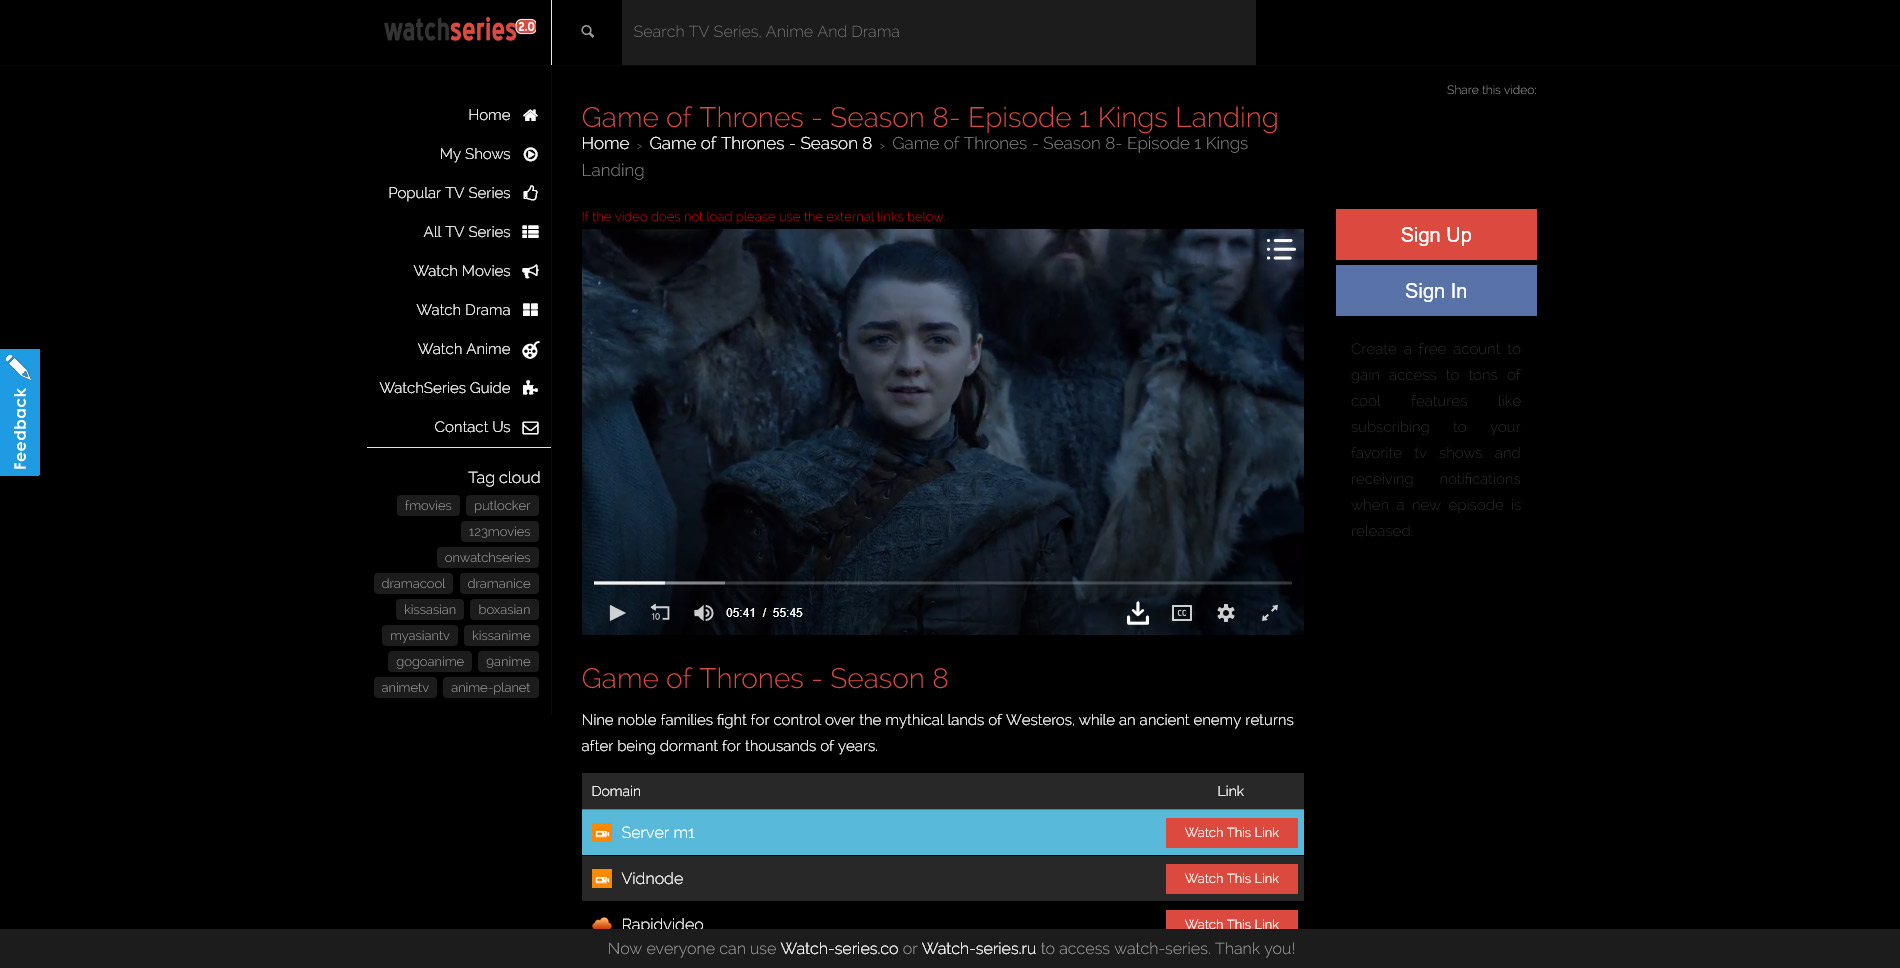 watchseries 2.0
Search TV Series, Anime And Drama
Share this video:
Home
My Shows
Popular TV Series
All TV Series
Watch Movies
Watch Drama
Watch Anime
WatchSeries Guide
Contact Us
Tag cloud
fmovies putlocker
123movies
onwatchseries
dramacool dramanice
kissasian boxasian
myasiantv kissanime
gogoanime 9anime
animetv anime-planet
Feedback
Game of Thrones - Season 8- Episode 1 Kings Landing
Home > Game of Thrones - Season 8 > Game of Thrones - Season 8- Episode 1 Kings
Landing
If the video does not load please use the external links below
10
05:41 / 55:45
CC
Game of Thrones - Season 8
Nine noble families fight for control over the mythical lands of Westeros, while an ancient enemy returns
after being dormant for thousands of years.
Domain Link
Server m1 Watch This Link
Vidnode Watch This Link
Rapidvideo Watch This Link
Sign Up
Sign In
Create a free acount to
gain access to tons of
cool features like
subscribing to your
favorite tv shows and
receiving notifications
when a new episode is
released.
Now everyone can use Watch-series.co or Watch-series.ru to access watch-series. Thank you!